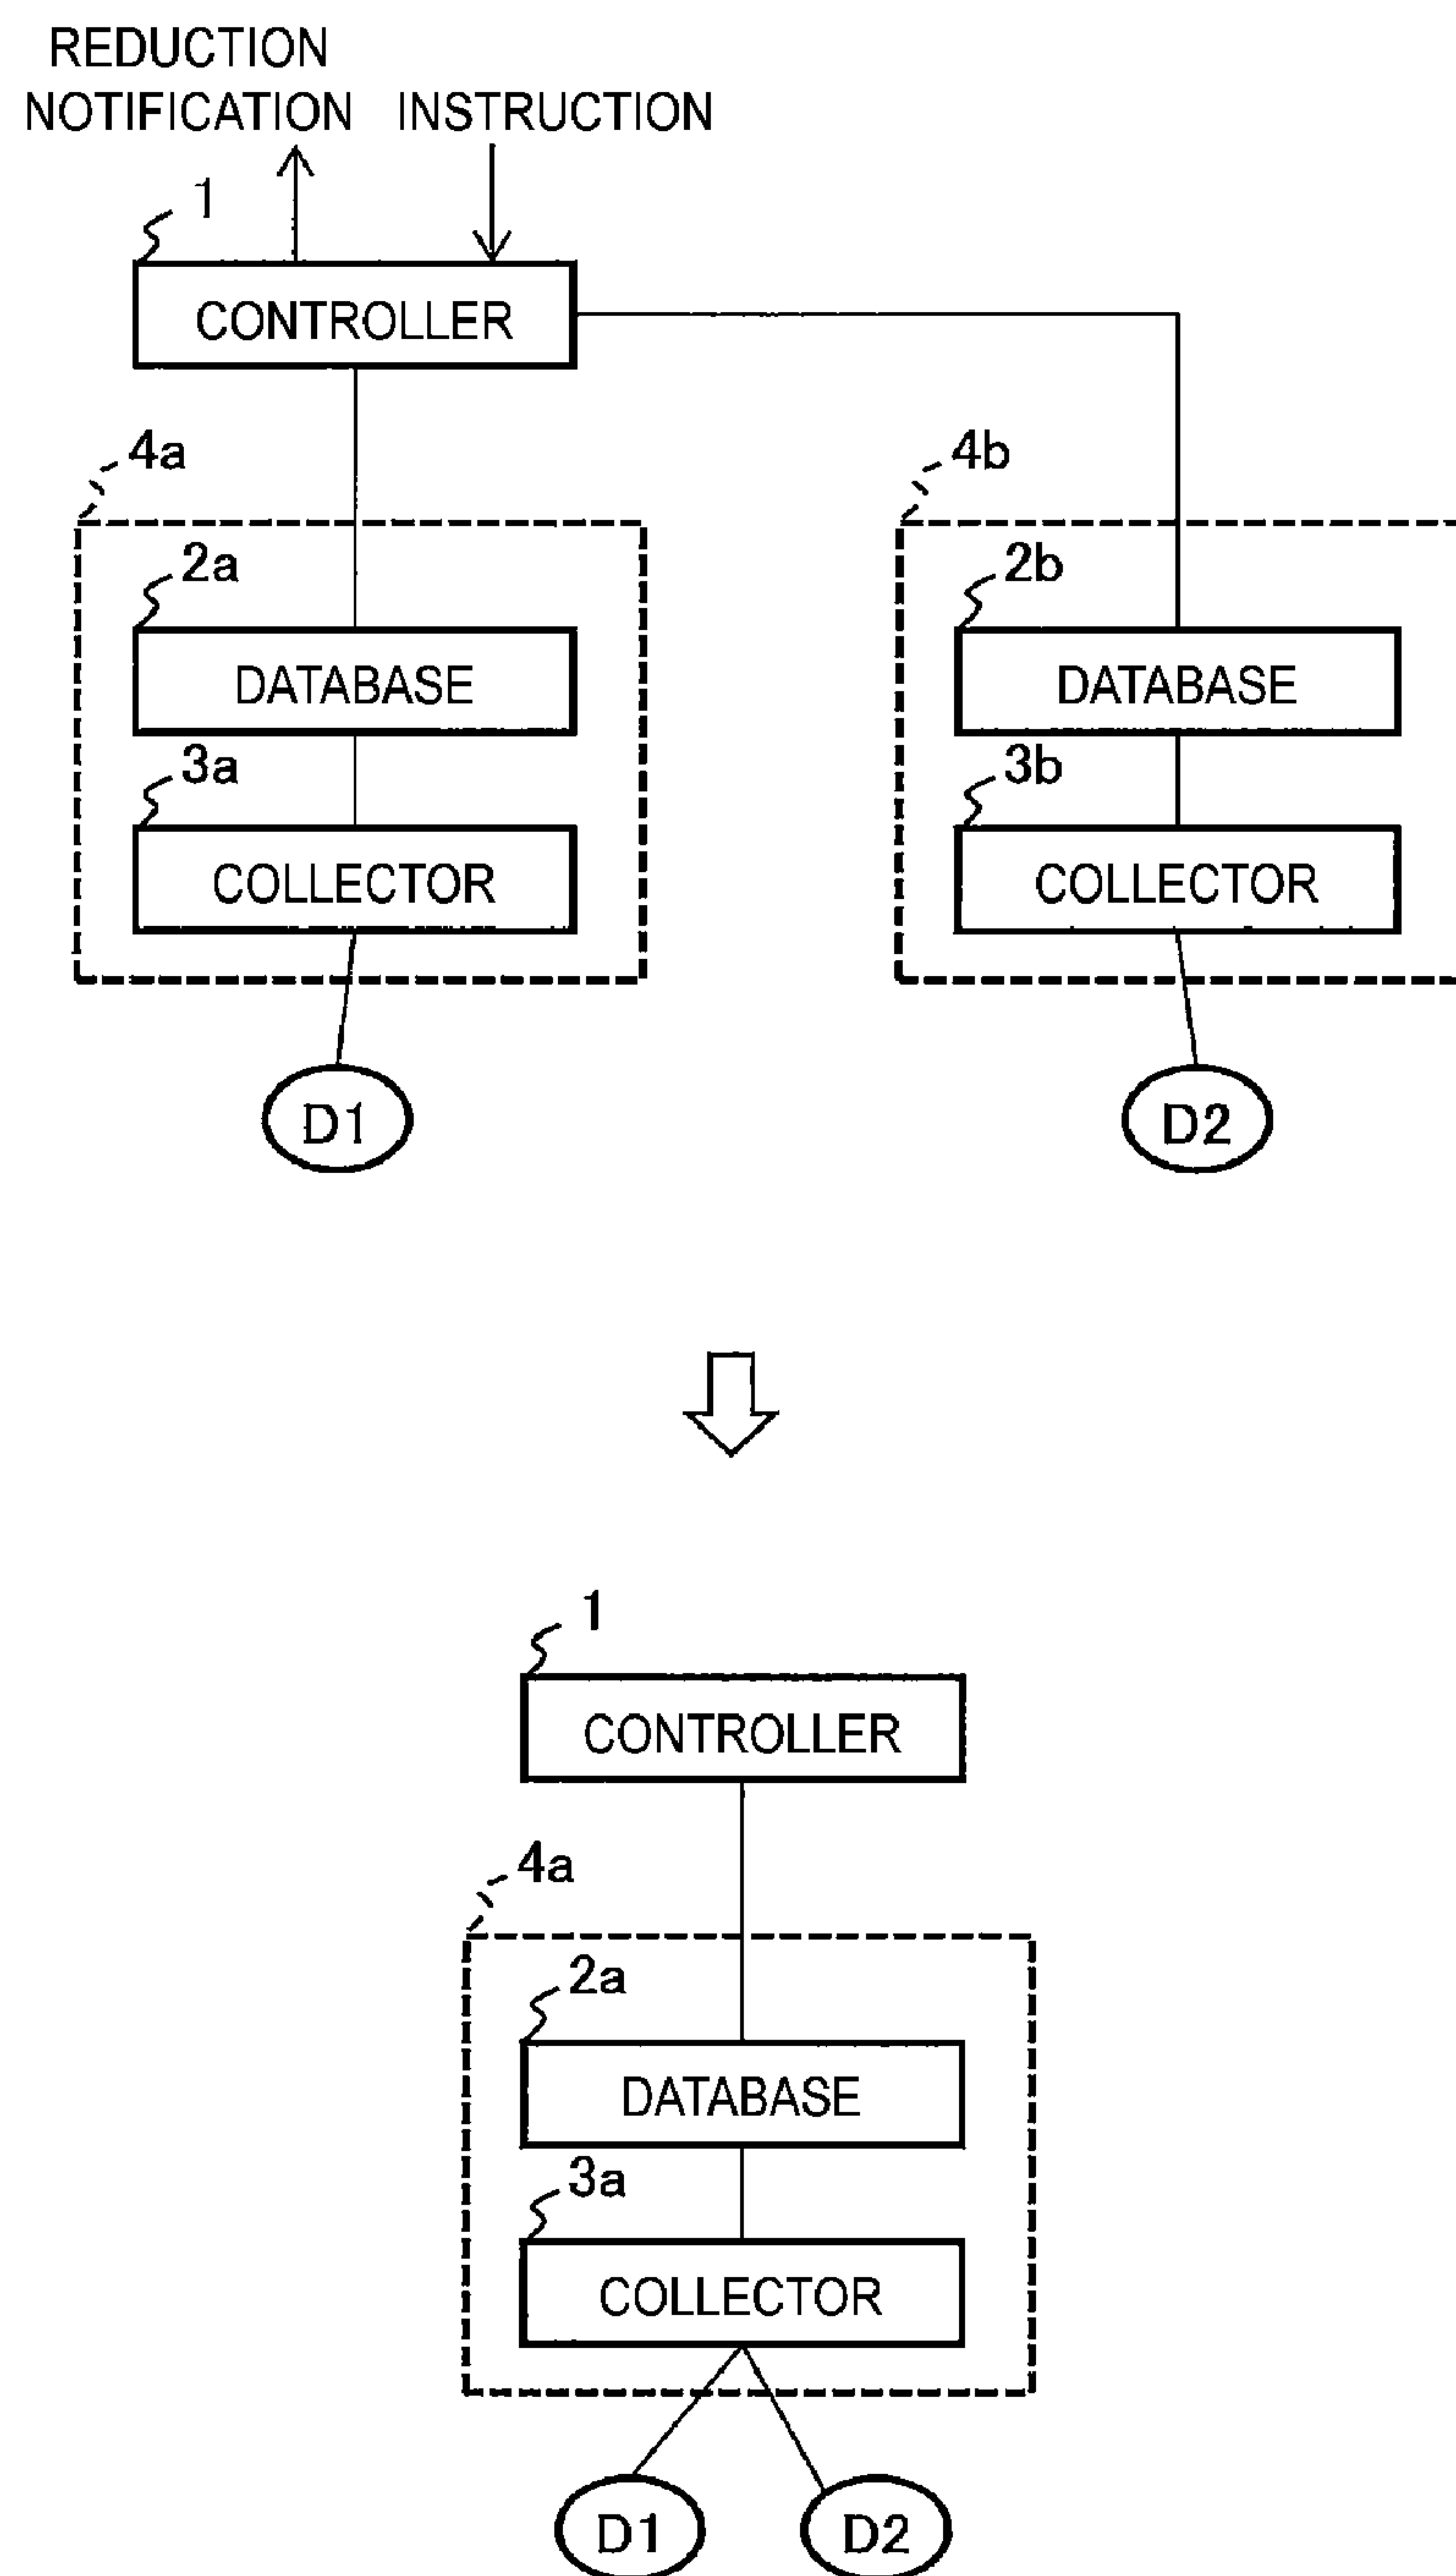 REDUCTION
NOTIFICATION INSTRUCTION
1
CONTROLLER
4a 4b
2a 2b
DATABASE DATABASE
3a 3b
COLLECTOR COLLECTOR
D1 D2
1
CONTROLLER
4a
2a
DATABASE
3a
COLLECTOR
D1 D2